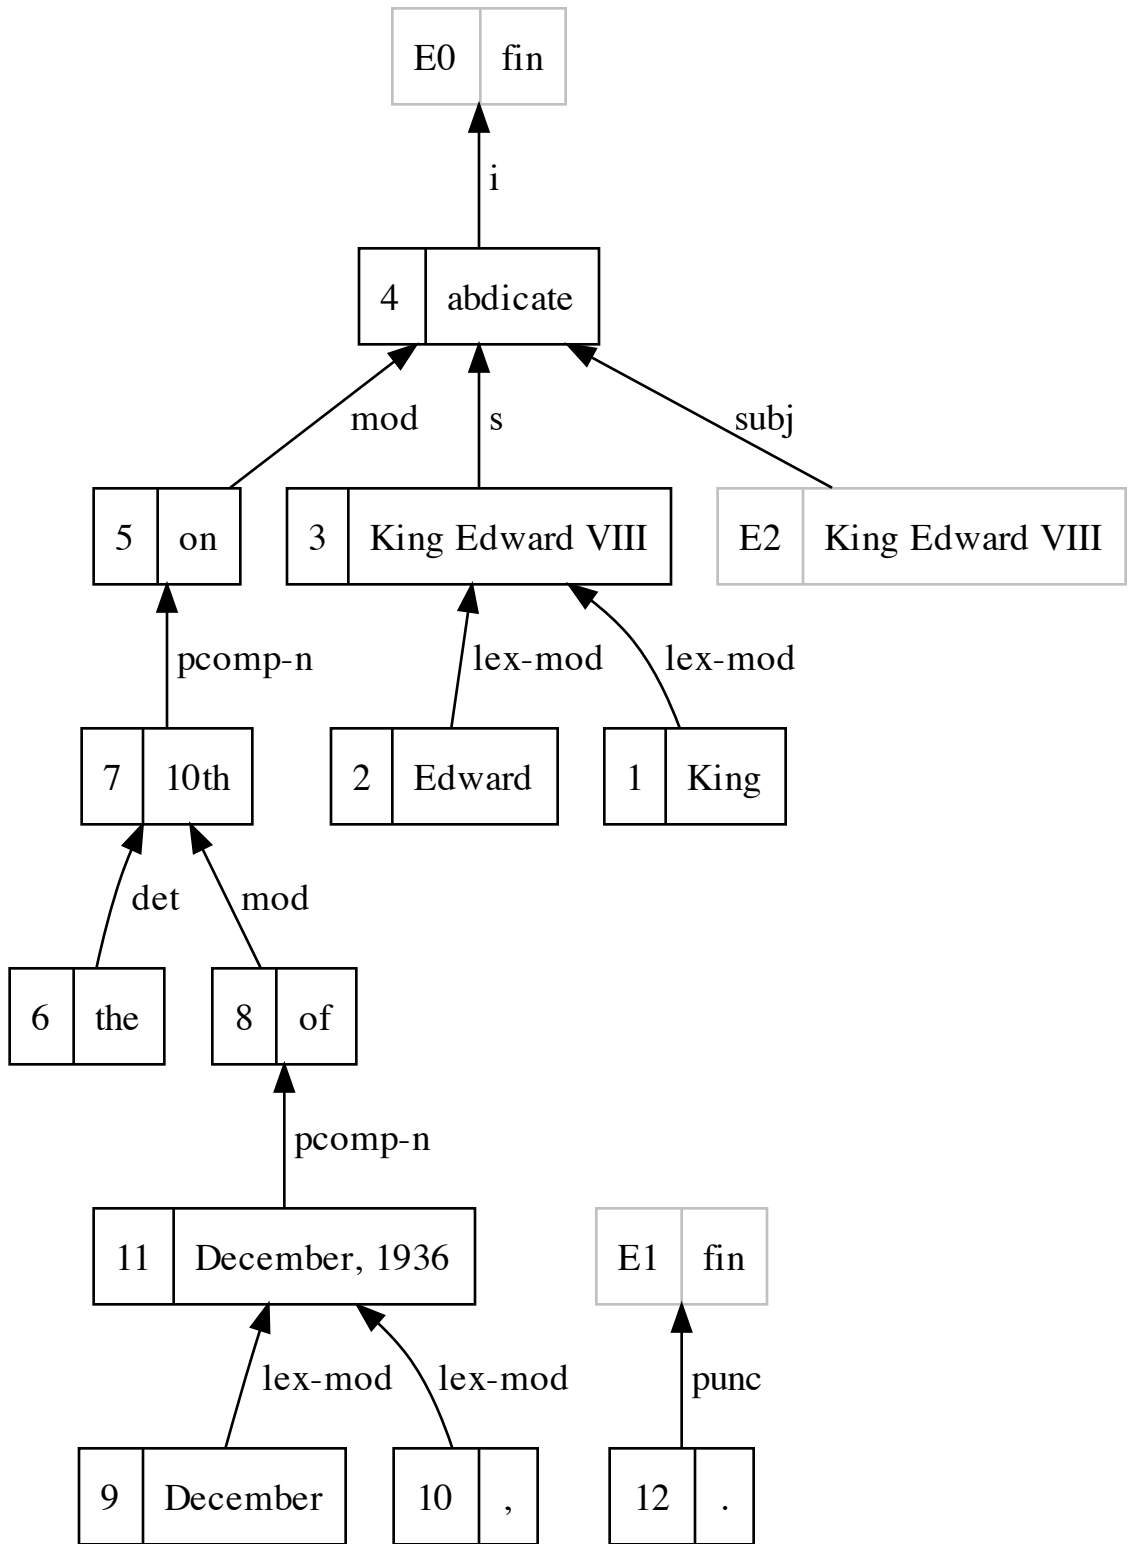 E0 fin
i
4 abdicate
mod s subj
5 on 3 King Edward VIII E2 King Edward VIII
pcomp-n lex-mod lex-mod
7 10th 2 Edward 1 King
det mod
6 the 8 of
pcomp-n
11 December, 1936 E1 fin
lex-mod lex-mod punc
9 December 10 , 12 .